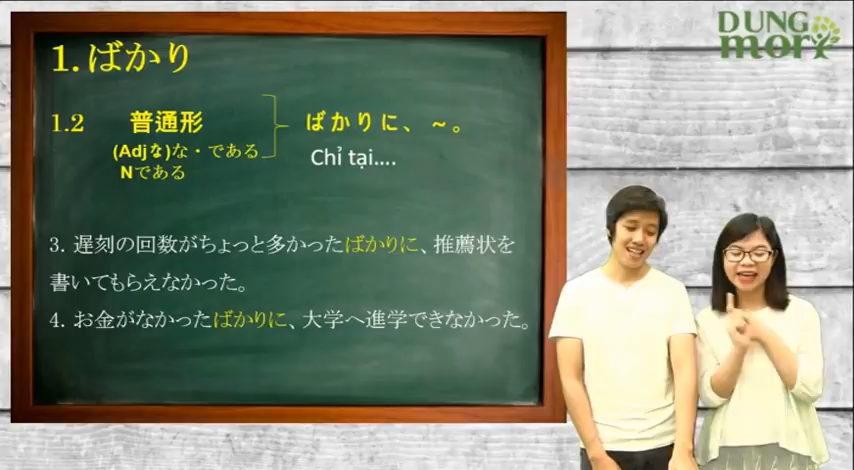 DUNG
mori
1.ばかり
1.2 普通形 ばかりに、~。
(Adjな)な・である
Nである
Chỉ tại....
3. 遅刻の回数がちょっと多かったばかりに、推薦状を
書いてもらえなかった。
4. お金がなかったばかりに、大学へ進学できなかった。